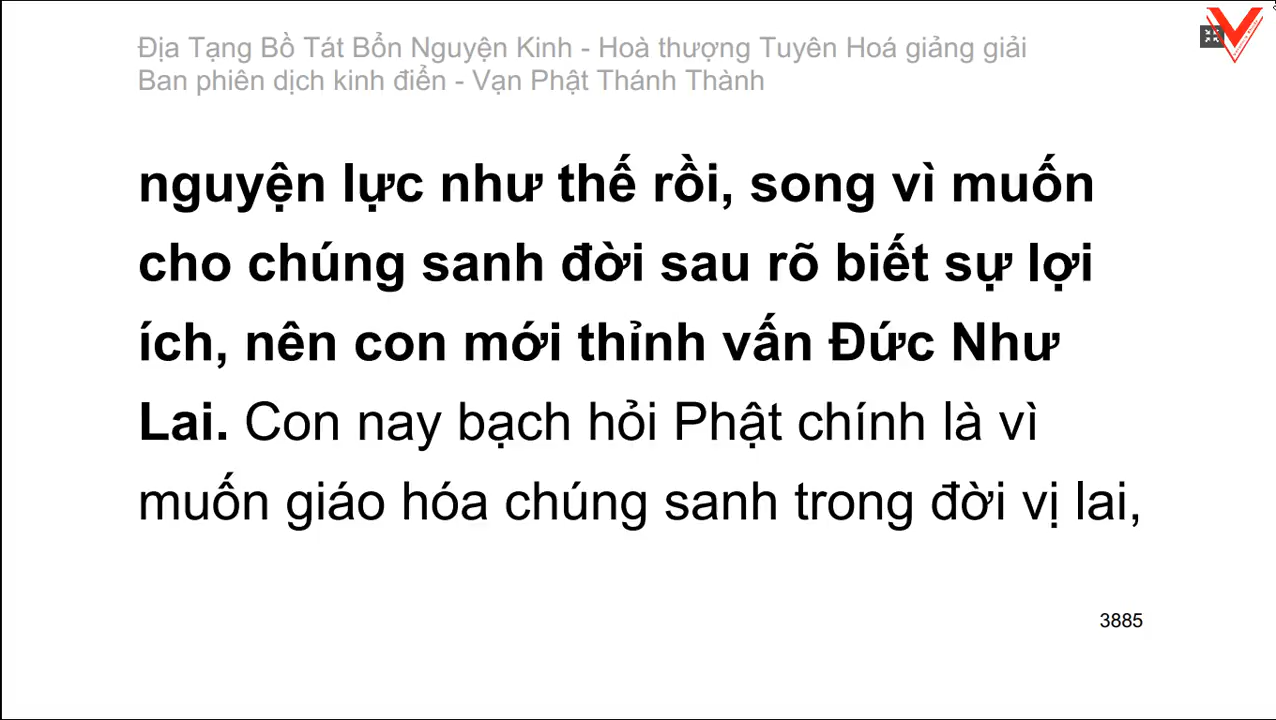 Địa Tạng Bồ Tát Bổn Nguyện Kinh - Hoà thượng Tuyên Hoá giảng giải
Ban phiên dịch kinh điển - Vạn Phật Thánh Thành
nguyện lực như thế rồi, song vì muốn
cho chúng sanh đời sau rõ biết sự lợi
ích, nên con mới thỉnh vấn Đức Như
Lai. Con nay bạch hỏi Phật chính là vì
muốn giáo hóa chúng sanh trong đời vị lai,
3885